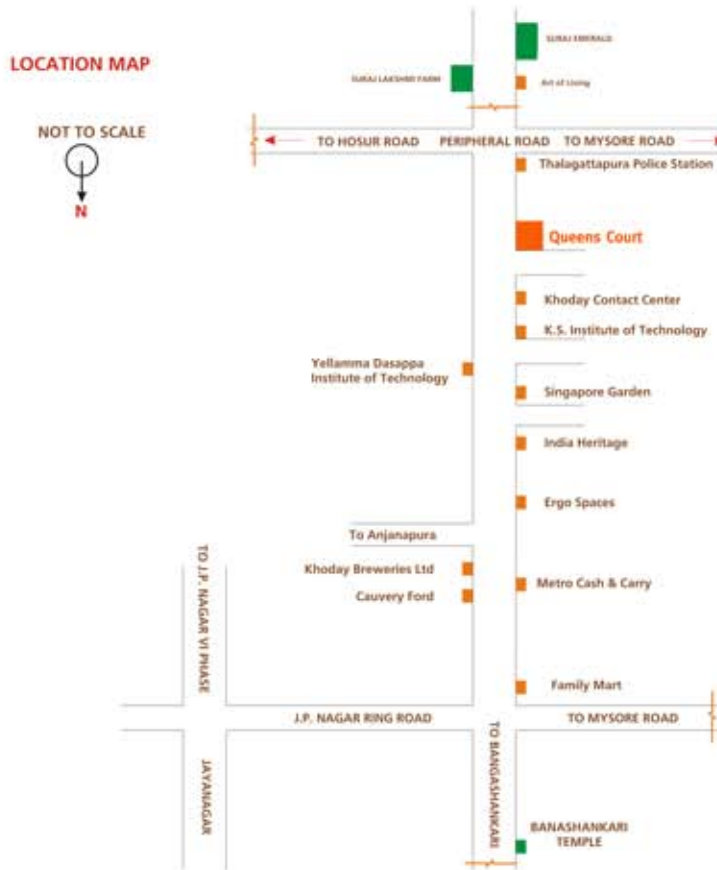 SURAJ EMERALD
LOCATION MAP
SURAJ LAKSHMI FARM
Art of Living
NOT TO SCALE
TO HOSUR ROAD
PERIPHERAL ROAD
TO MYSORE ROAD
Thalagattapura Police Station
N
Queens Court
Khoday Contact Center
K.S. Institute of Technology
Yellamma Dasappa
Institute of Technology
Singapore Garden
India Heritage
Ergo Spaces
To Anjanapura
Khoday Breweries Ltd
Metro Cash & Carry
Cauvery Ford
TO J.P. NAGAR VI PHASE
Family Mart
J.P. NAGAR RING ROAD
TO MYSORE ROAD
TO BANGASHANKARI
JAYANAGAR
BANASHANKARI
TEMPLE